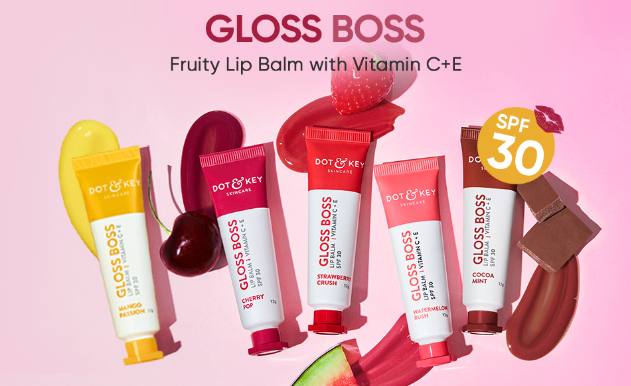 GLOSS BOSS
Fruity Lip Balm with Vitamin C+E
SPF
30
DOT & KEY
SKINCARE
GLOSS BOSS
LIP BALM | VITAMIN C + E
SPF 30
MANGO
PASSION
DOT & KEY
SKINCARE
GLOSS BOSS
LIP BALM | VITAMIN C + E
SPF 30
CHERRY
POP
DOT & KEY
SKINCARE
GLOSS BOSS
LIP BALM | VITAMIN C + E
SPF 30
STRAWBERRY
CRUSH
DOT & KEY
SKINCARE
GLOSS BOSS
LIP BALM | VITAMIN C + E
SPF 30
WATERMELON
RUSH
GLOSS BOSS
LIP BALM | VITAMIN C + E
SPF 30
COCOA
MINT